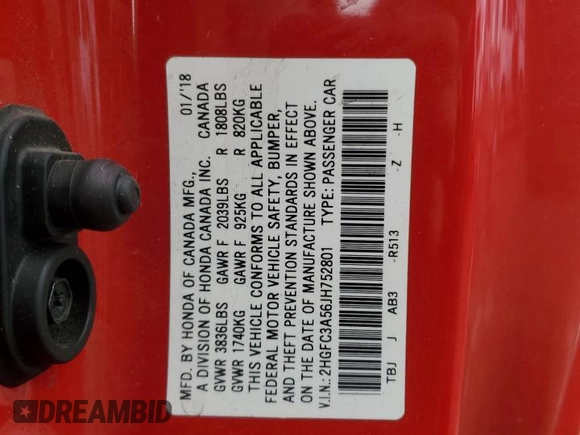 MFD. BY HONDA OF CANADA MFG., 01/'18
A DIVISION OF HONDA CANADA INC. CANADA
GVWR 3836LBS GAWR F 2039LBS R 1808LBS
GVWR 1740KG GAWR F 925KG R 820KG
THIS VEHICLE CONFORMS TO ALL APPLICABLE
FEDERAL MOTOR VEHICLE SAFETY, BUMPER,
AND THEFT PREVENTION STANDARDS IN EFFECT
ON THE DATE OF MANUFACTURE SHOWN ABOVE.
V.I.N.: 2HGFC3A56JH752801 TYPE: PASSENGER CAR
TBJ J AB3 -R513 -Z -H
DREAMBID